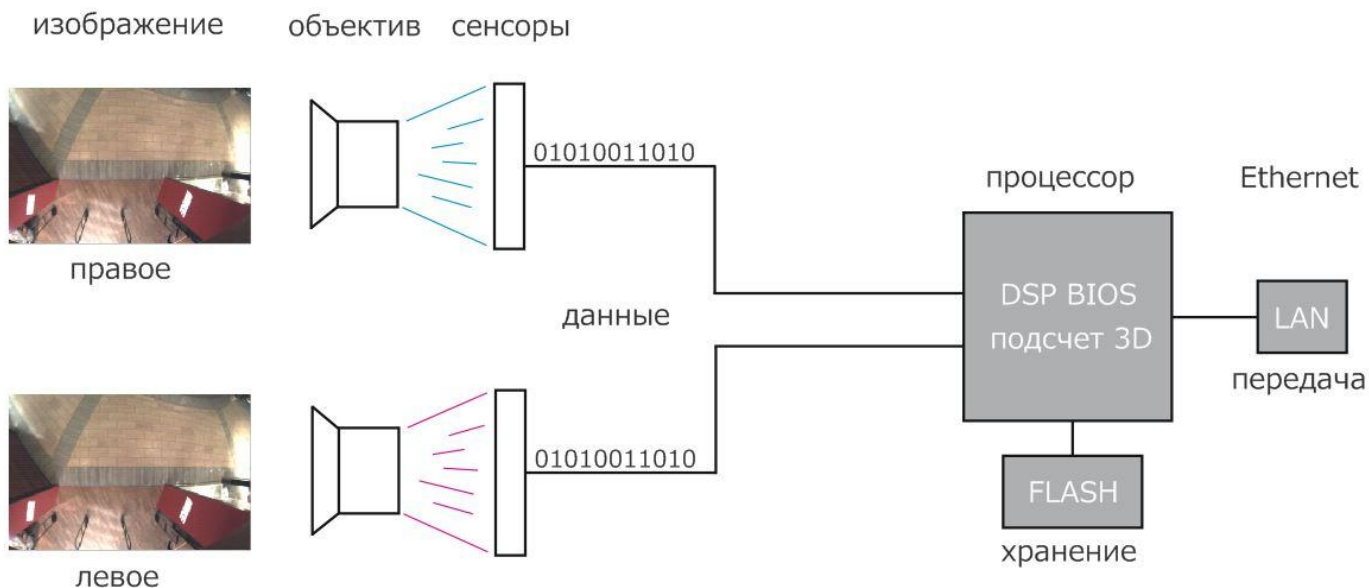 изображение
объектив
сенсоры
правое
01010011010
данные
процессор
Ethernet
DSP BIOS
подсчет 3D
LAN
передача
FLASH
хранение
01010011010
левое